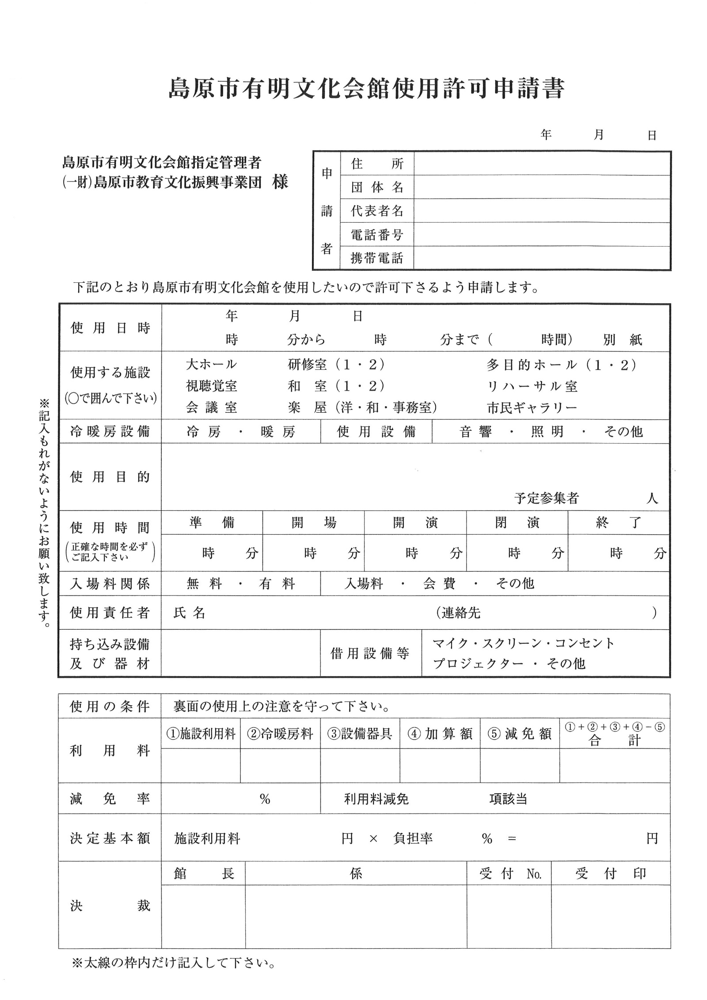 島原市有明文化会館使用許可申請書
年 月 日
島原市有明文化会館指定管理者
(一財)島原市教育文化振興事業団 様
申請者
住所
団体名
代表者名
電話番号
携帯電話
下記のとおり島原市有明文化会館を使用したいので許可下さるよう申請します。
※記入もれがないようにお願い致します。
使用日時
年 月 日
時 分から 時 分まで( 時間) 別紙
使用する施設
(○で囲んで下さい)
大ホール 研修室(1・2) 多目的ホール(1・2)
視聴覚室 和室(1・2) リハーサル室
会議室 楽屋(洋・和・事務室) 市民ギャラリー
冷暖房設備 冷房・暖房 使用設備 音響・照明・その他
使用目的
予定参集者 人
使用時間
(正確な時間を必ず
ご記入下さい)
準備 開場 開演 閉演 終了
時 分 時 分 時 分 時 分 時 分
入場料関係 無料・有料 入場料・会費・その他
使用責任者 氏名 (連絡先 )
持ち込み設備
及び器材
借用設備等
マイク・スクリーン・コンセント
プロジェクター・その他
使用の条件 裏面の使用上の注意を守って下さい。
利用料
①施設利用料 ②冷暖房料 ③設備器具 ④加算額 ⑤減免額 ①+②+③+④−⑤
合計
減免率 % 利用料減免 項該当
決定基本額 施設利用料 円 × 負担率 % = 円
決裁
館長 係 受付No. 受付印
※太線の枠内だけ記入して下さい。